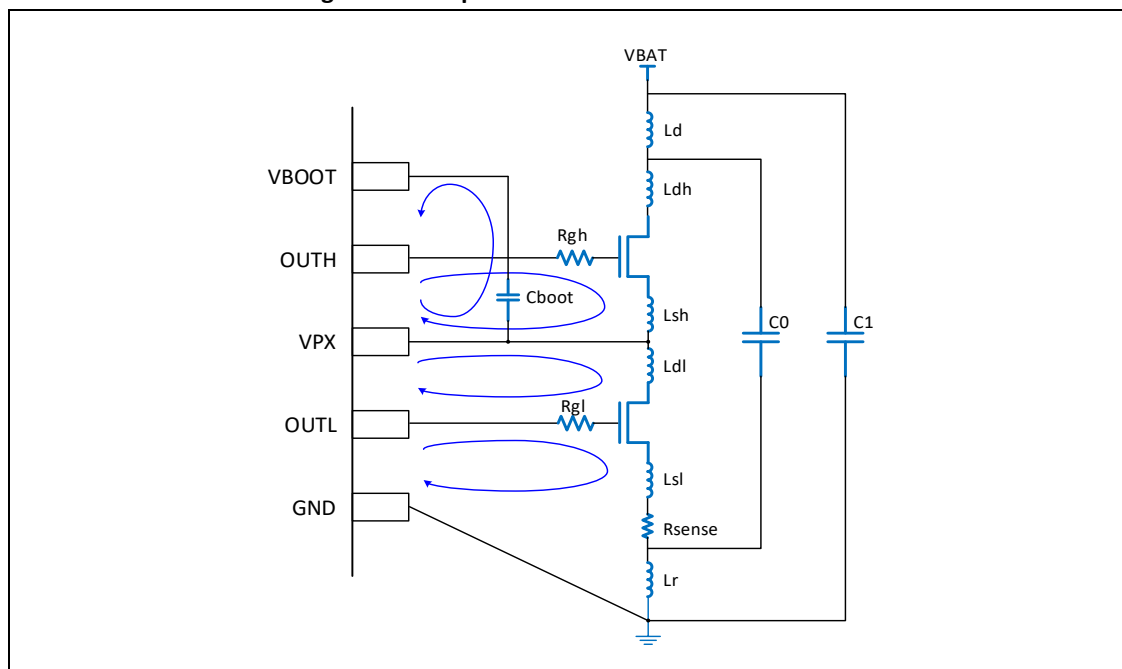 VBAT
Ld
VBOOT
Ldh
Rgh
OUTH
Cboot
Lsh
C0
C1
VPX
Ldl
Rgl
OUTL
Lsl
GND
Rsense
Lr